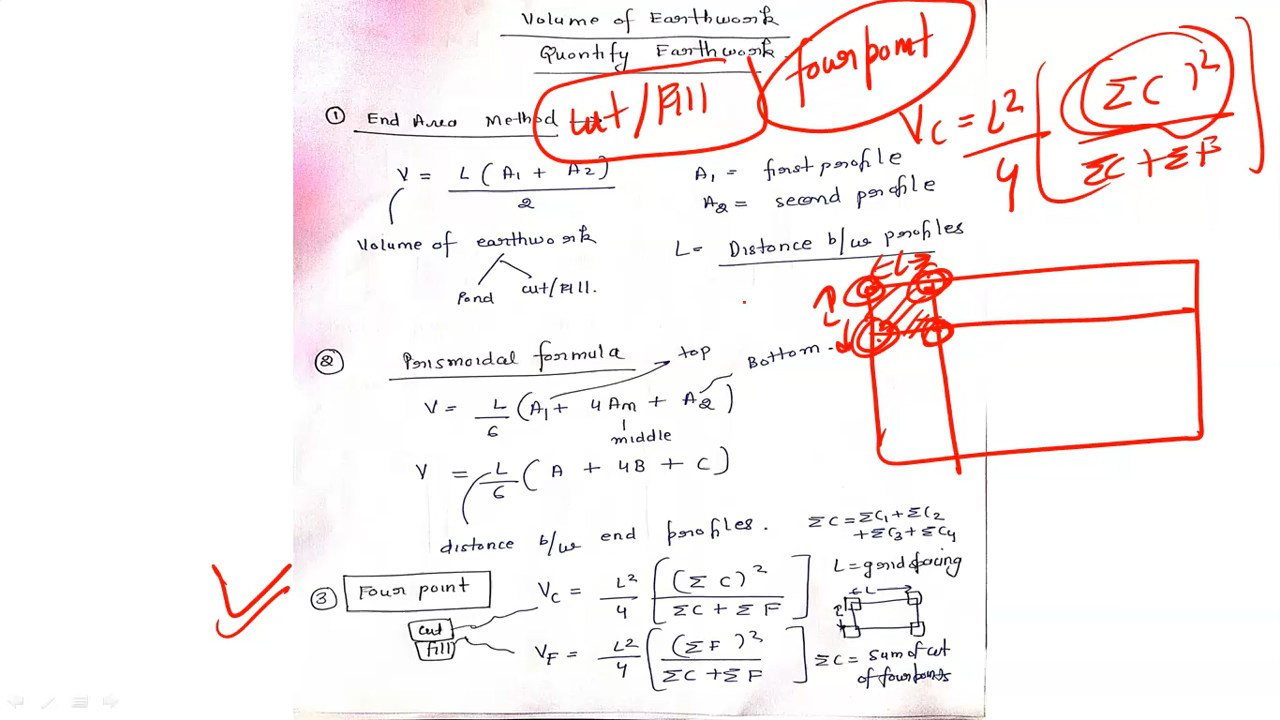 Volume of Earthwork
Quantify Earthwork
cut/Fill
four point
VC = L² / 4 [ (ΣC)² / ΣC + ΣF ]
① End Area Method →
V = L (A1 + A2) / 2
A1 = first profile
A2 = second profile
Volume of earthwork
L = Distance b/w profiles
Pond
cut/Fill.
← L →
L
② Prismoidal formula
top
Bottom
V = L/6 (A1 + 4Am + A2)
middle
V = L/6 (A + 4B + C)
distance b/w end profiles.
ΣC = ΣC1 + ΣC2
+ ΣC3 + ΣC4
L = grid spacing
③ Four point
VC = L²/4 [ (ΣC)² / ΣC + ΣF ]
← L →
L
cut
fill
VF = L²/4 [ (ΣF)² / ΣC + ΣF ]
ΣC = sum of cut
of four points